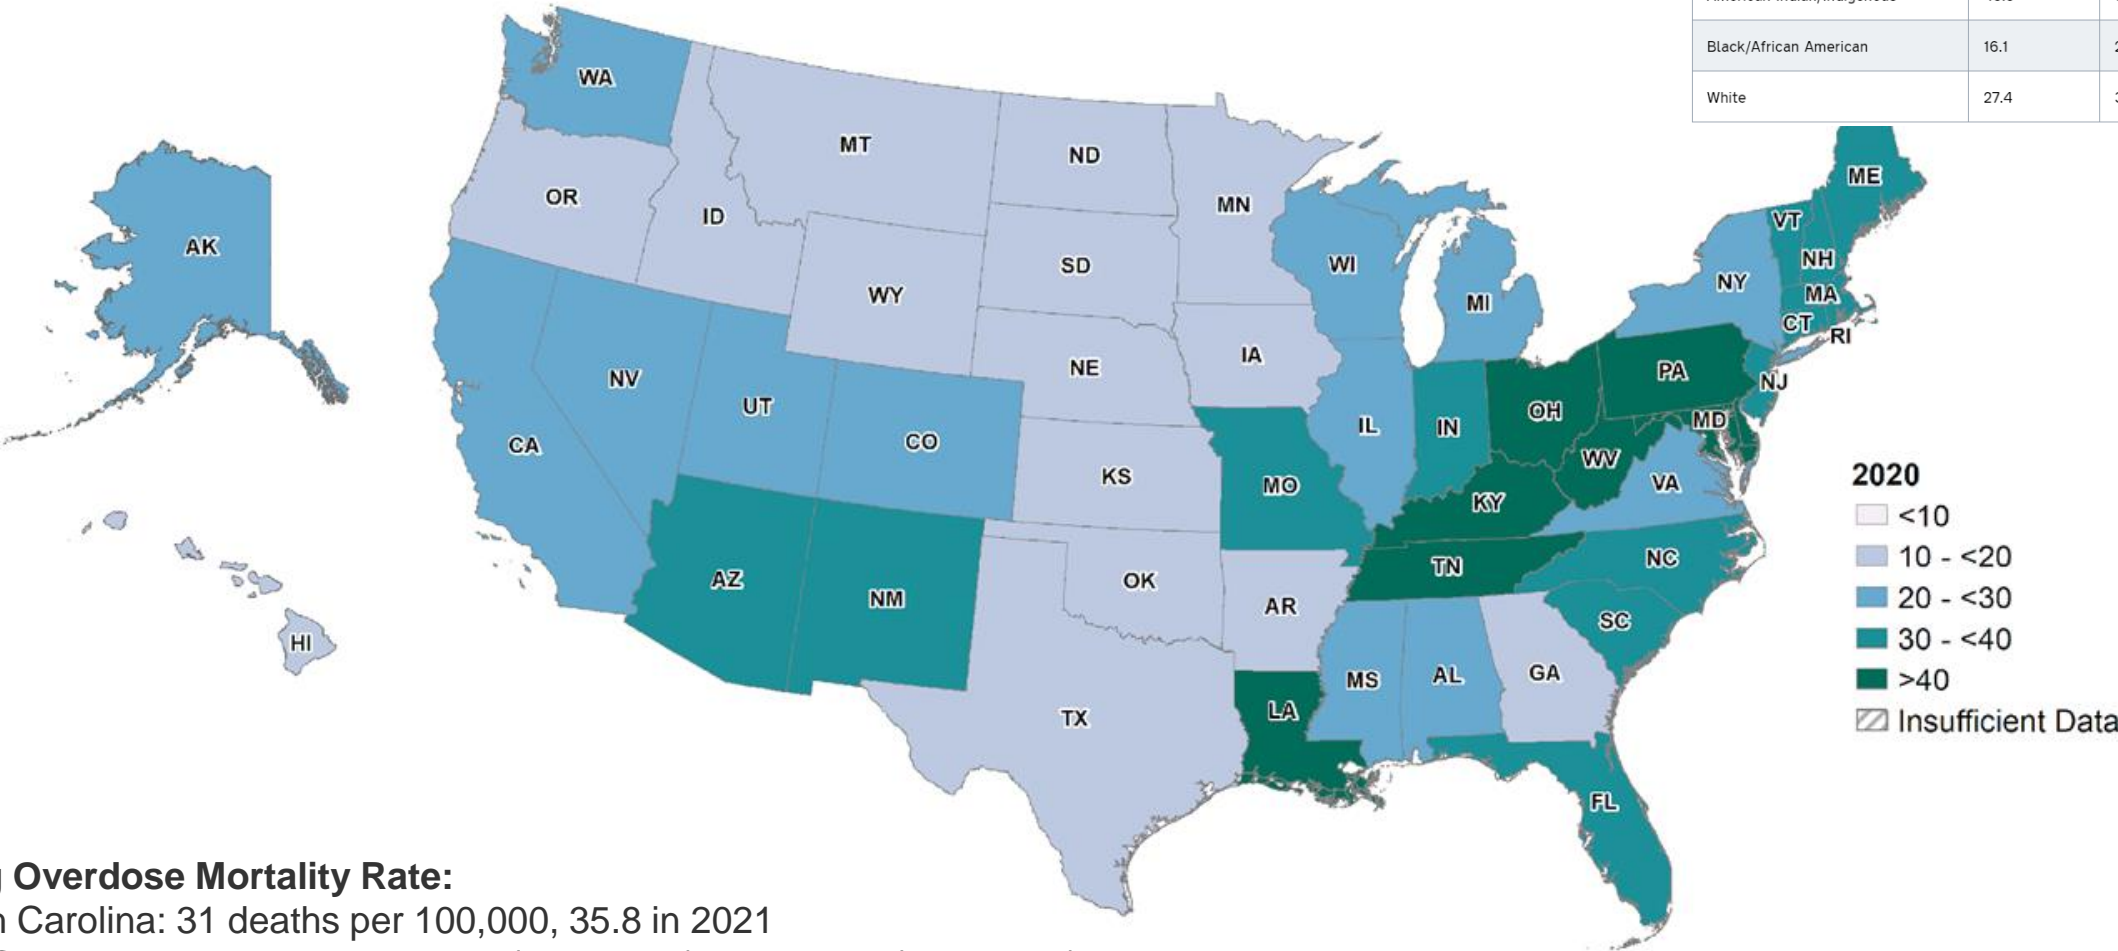 Black/African American 16.1
White 27.4
WA
MT
ND
MN
ME
OR
ID
VT
AK
SD
WI
NH
WY
MI
NY
MA
CT
RI
IA
NE
NV
PA
NJ
UT
OH
MD
CO
IL
IN
CA
WV
KS
MO
VA
KY
2020
<10
10 - <20
20 - <30
30 - <40
>40
Insufficient Data
NC
TN
AZ
OK
NM
AR
SC
HI
MS
AL
GA
LA
TX
FL
Overdose Mortality Rate:
Carolina: 31 deaths per 100,000, 35.8 in 2021